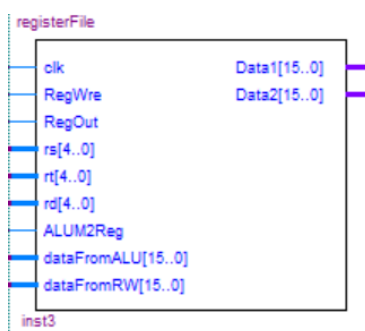 registerFile
clk Data1[15..0]
RegWre Data2[15..0]
RegOut
rs[4..0]
rt[4..0]
rd[4..0]
ALUM2Reg
dataFromALU[15..0]
dataFromRW[15..0]
inst3